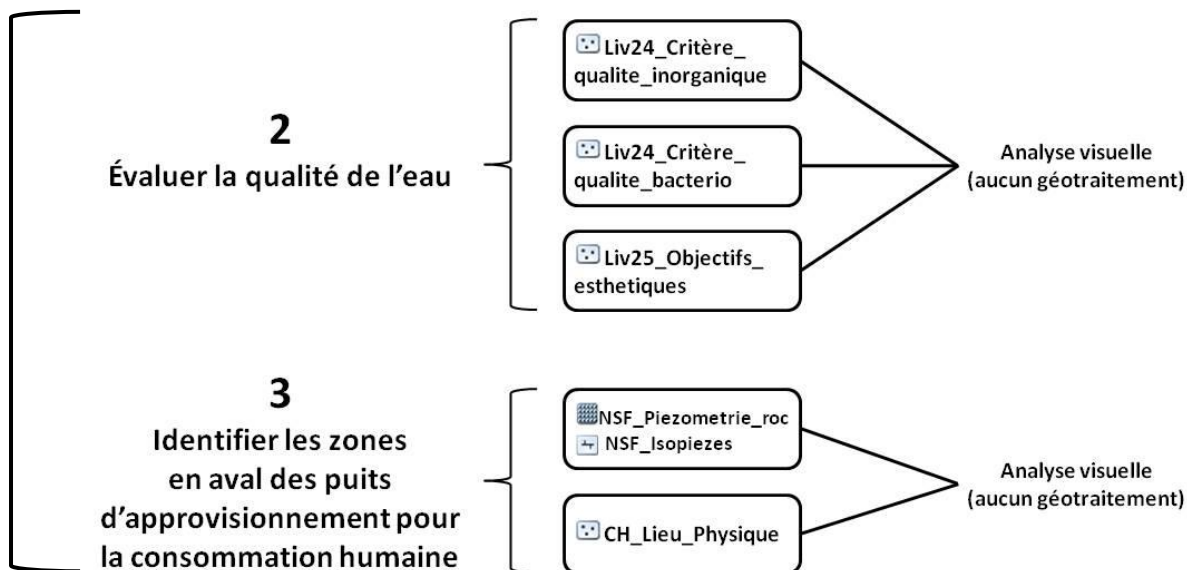 2
Évaluer la qualité de l'eau
Liv24_Critère_
qualite_inorganique
Liv24_Critère_
qualite_bacterio
Liv25_Objectifs_
esthetiques
Analyse visuelle
(aucun géotraitement)
3
Identifier les zones
en aval des puits
d'approvisionnement pour
la consommation humaine
NSF_Piezometrie_roc
NSF_Isopiezes
CH_Lieu_Physique
Analyse visuelle
(aucun géotraitement)